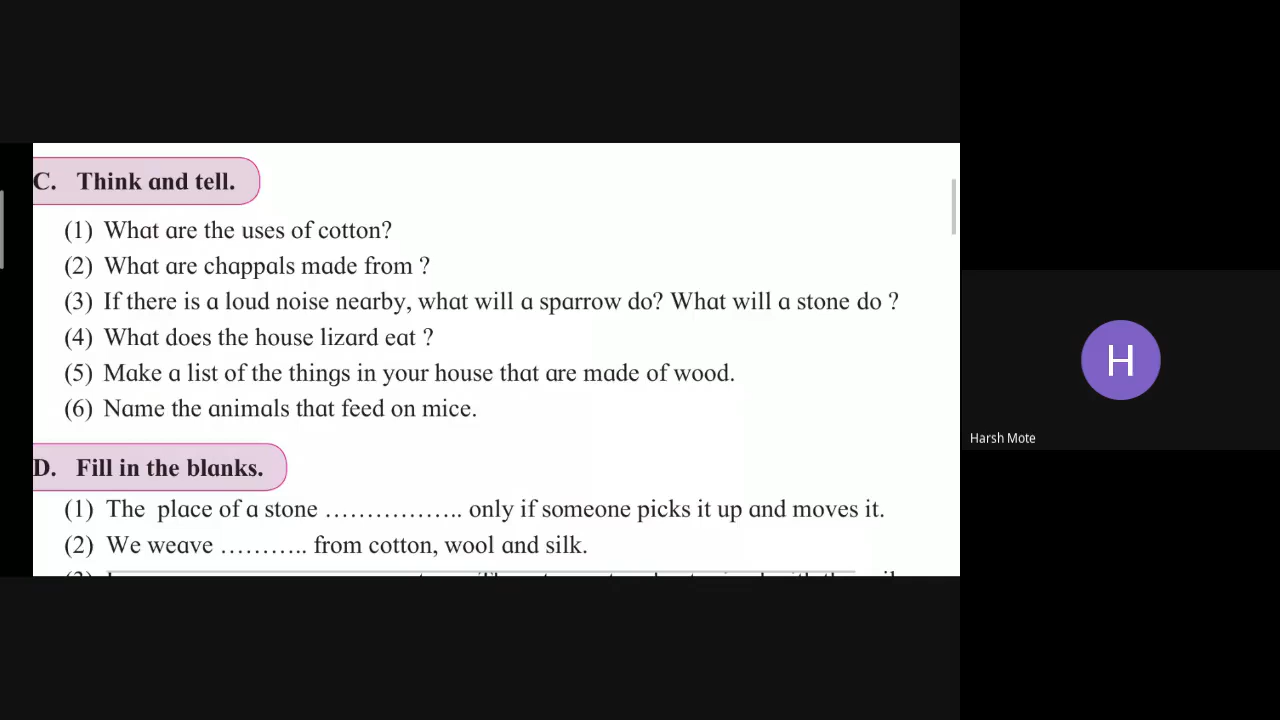 C. Think and tell.
(1) What are the uses of cotton?
(2) What are chappals made from ?
(3) If there is a loud noise nearby, what will a sparrow do? What will a stone do ?
(4) What does the house lizard eat ?
(5) Make a list of the things in your house that are made of wood.
(6) Name the animals that feed on mice.
D. Fill in the blanks.
(1) The place of a stone …………….. only if someone picks it up and moves it.
(2) We weave ……….. from cotton, wool and silk.
H
Harsh Mote